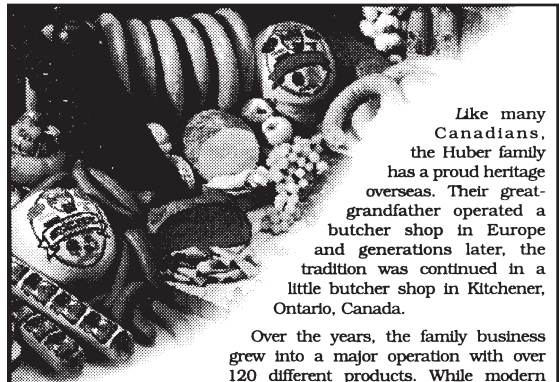 Like many
Canadians,
the Huber family
has a proud heritage
overseas. Their great-
grandfather operated a
butcher shop in Europe
and generations later, the
tradition was continued in a
little butcher shop in Kitchener,
Ontario, Canada.
Over the years, the family business
grew into a major operation with over
120 different products. While modern